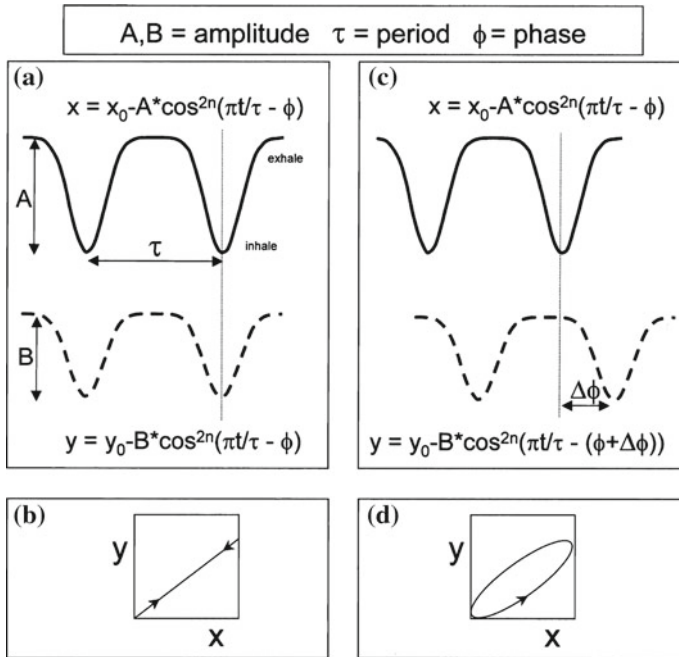 A,B = amplitude τ = period ϕ = phase
(a)
x = x₀-A*cos²ⁿ(πt/τ - ϕ)
exhale
A
τ
inhale
B
y = y₀-B*cos²ⁿ(πt/τ - ϕ)
(c)
x = x₀-A*cos²ⁿ(πt/τ - ϕ)
Δϕ
y = y₀-B*cos²ⁿ(πt/τ - (ϕ+Δϕ))
(b)
y
x
(d)
y
x